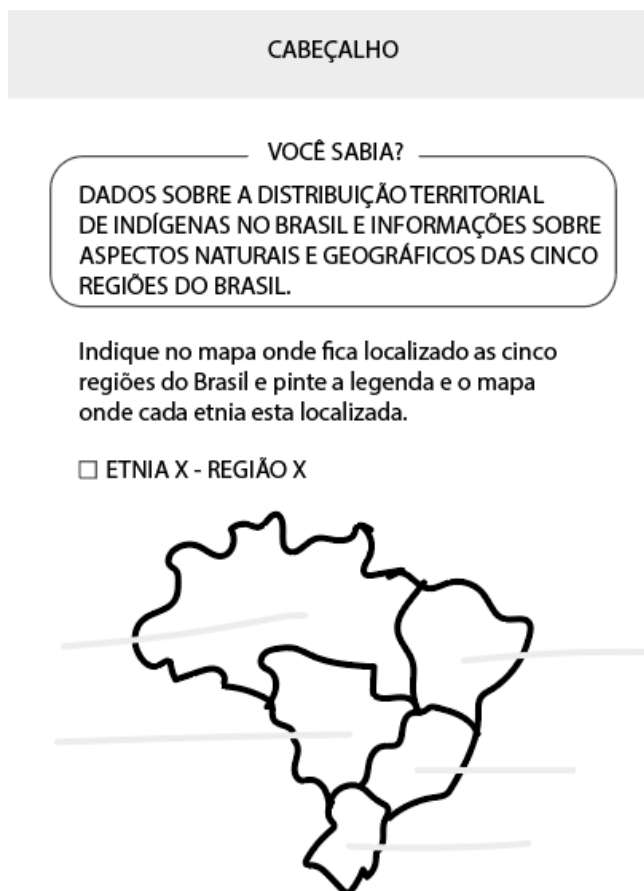 CABEÇALHO
VOCÊ SABIA?
DADOS SOBRE A DISTRIBUIÇÃO TERRITORIAL
DE INDÍGENAS NO BRASIL E INFORMAÇÕES SOBRE
ASPECTOS NATURAIS E GEOGRÁFICOS DAS CINCO
REGIÕES DO BRASIL.
Indique no mapa onde fica localizado as cinco
regiões do Brasil e pinte a legenda e o mapa
onde cada etnia esta localizada.
☐ ETNIA X - REGIÃO X